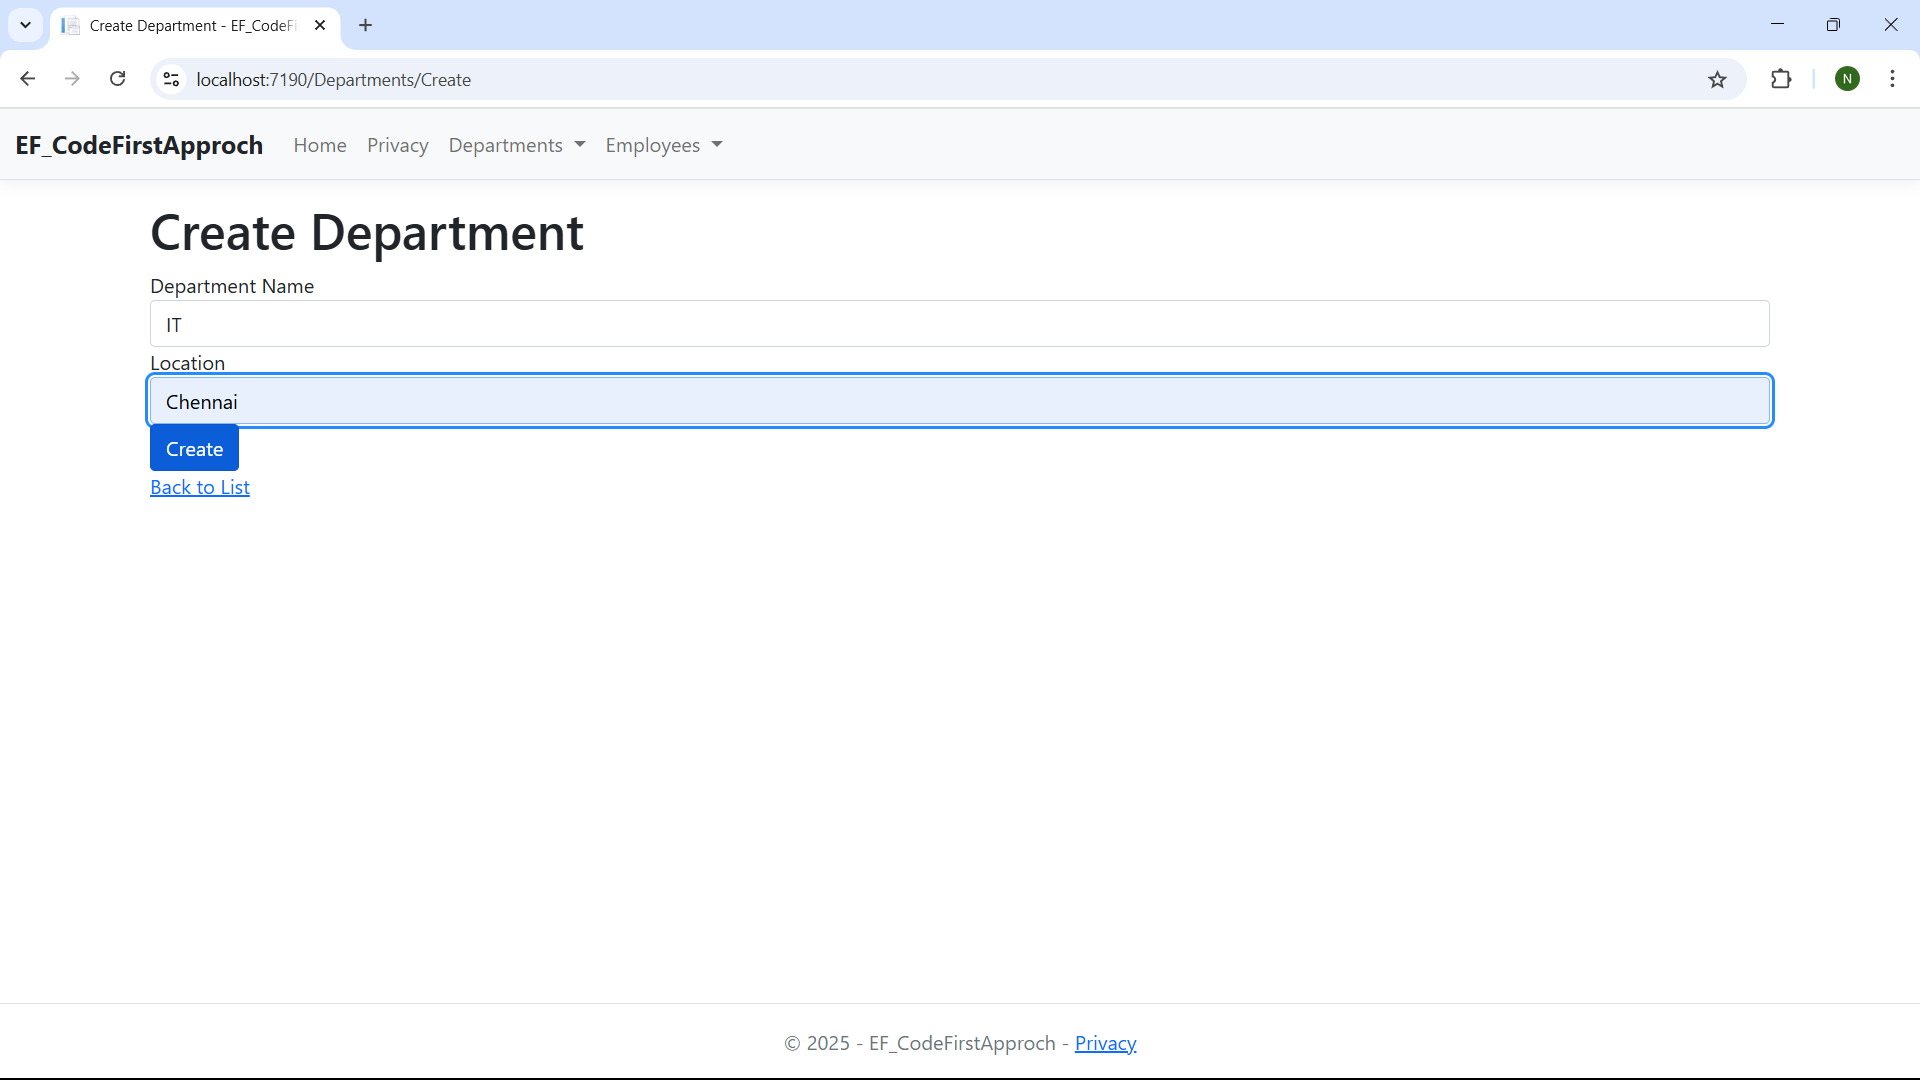 Create Department - EF_CodeFi
localhost:7190/Departments/Create
N
EF_CodeFirstApproch Home Privacy Departments Employees
Create Department
Department Name
IT
Location
Chennai
Create
Back to List
© 2025 - EF_CodeFirstApproch - Privacy